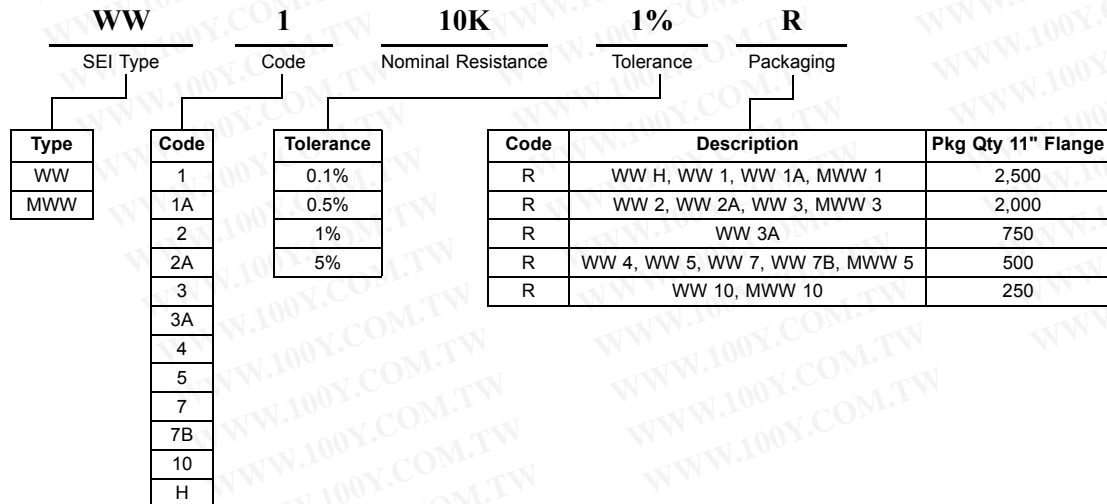 WW 1 10K 1% R
SEI Type Code Nominal Resistance Tolerance Packaging
Type
WW
MWW
Code
1
1A
2
2A
3
3A
4
5
7
7B
10
H
Tolerance
0.1%
0.5%
1%
5%
Code Description Pkg Qty 11" Flange
R WW H, WW 1, WW 1A, MWW 1 2,500
R WW 2, WW 2A, WW 3, MWW 3 2,000
R WW 3A 750
R WW 4, WW 5, WW 7, WW 7B, MWW 5 500
R WW 10, MWW 10 250
WWW.100Y.COM.TW